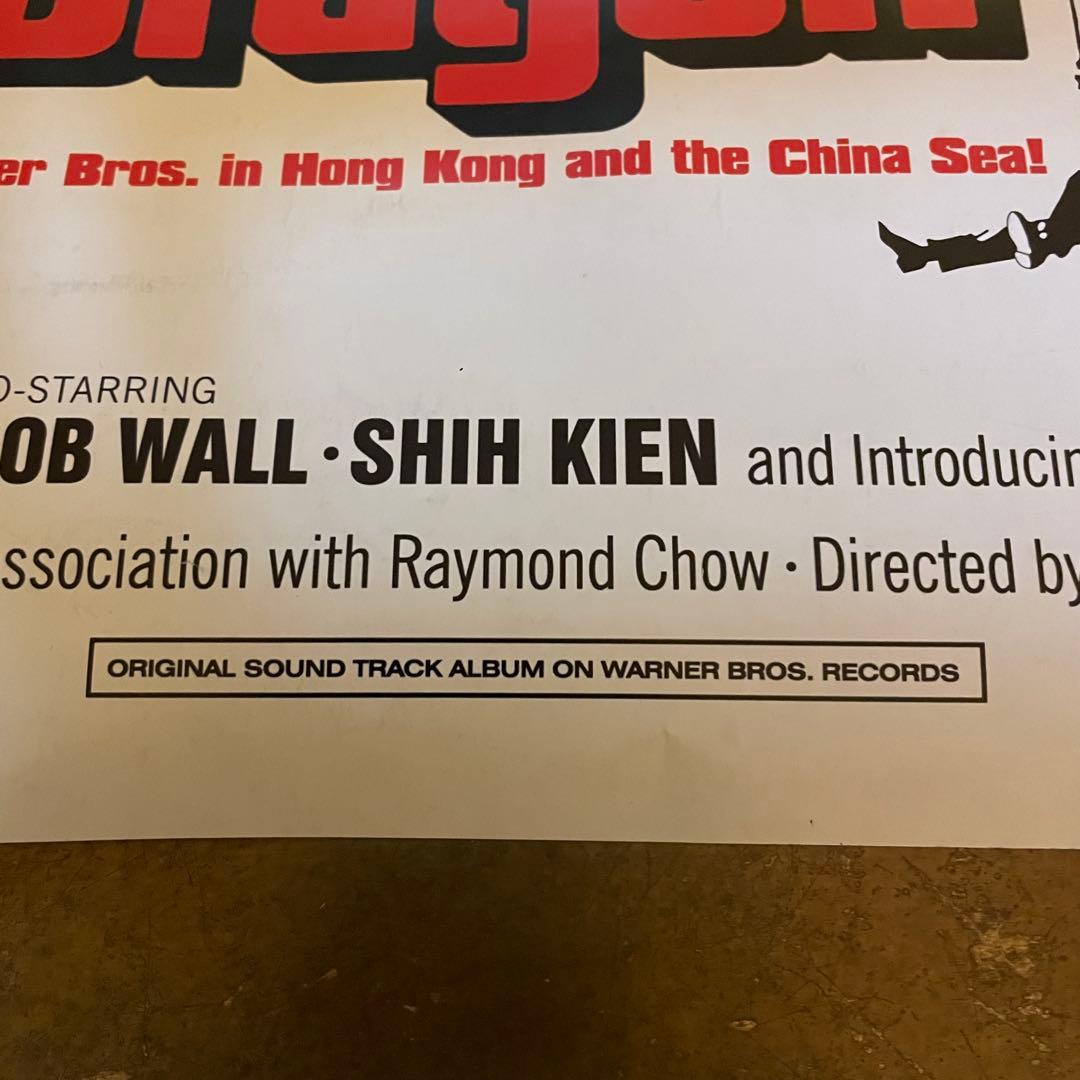 Dragon
er Bros. in Hong Kong and the China Sea!
O-STARRING
OB WALL · SHIH KIEN and Introducin
ssociation with Raymond Chow · Directed by
ORIGINAL SOUND TRACK ALBUM ON WARNER BROS. RECORDS